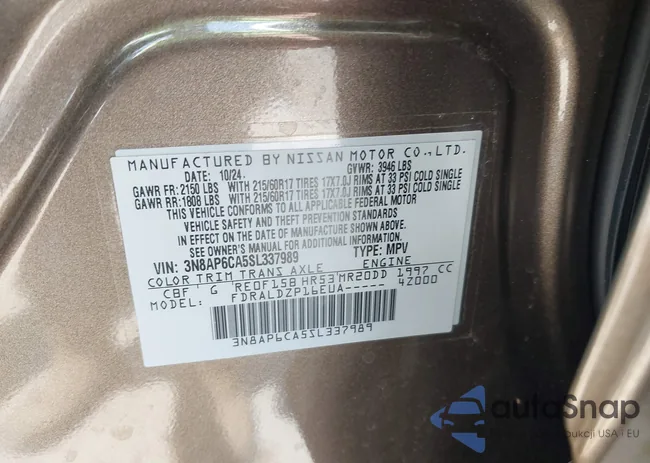 MANUFACTURED BY NISSAN MOTOR CO.,LTD.
DATE: 10/24. GVWR: 3946 LBS
GAWR FR: 2150 LBS WITH 215/60R17 TIRES 17X7.0J RIMS AT 33 PSI COLD SINGLE
GAWR RR: 1808 LBS WITH 215/60R17 TIRES 17X7.0J RIMS AT 33 PSI COLD SINGLE
THIS VEHICLE CONFORMS TO ALL APPLICABLE FEDERAL MOTOR
VEHICLE SAFETY AND THEFT PREVENTION STANDARDS
IN EFFECT ON THE DATE OF MANUFACTURE SHOWN ABOVE.
SEE OWNER'S MANUAL FOR ADDITIONAL INFORMATION.
VIN: 3N8AP6CA5SL337989 TYPE: MPV
COLOR TRIM TRANS AXLE ENGINE
CBF G RE0F15B HR53 MR20DD 1997 CC
MODEL: FDRALDZP16EUA----- 4Z000
3N8AP6CA5SL337989
autoSnap
USA i EU